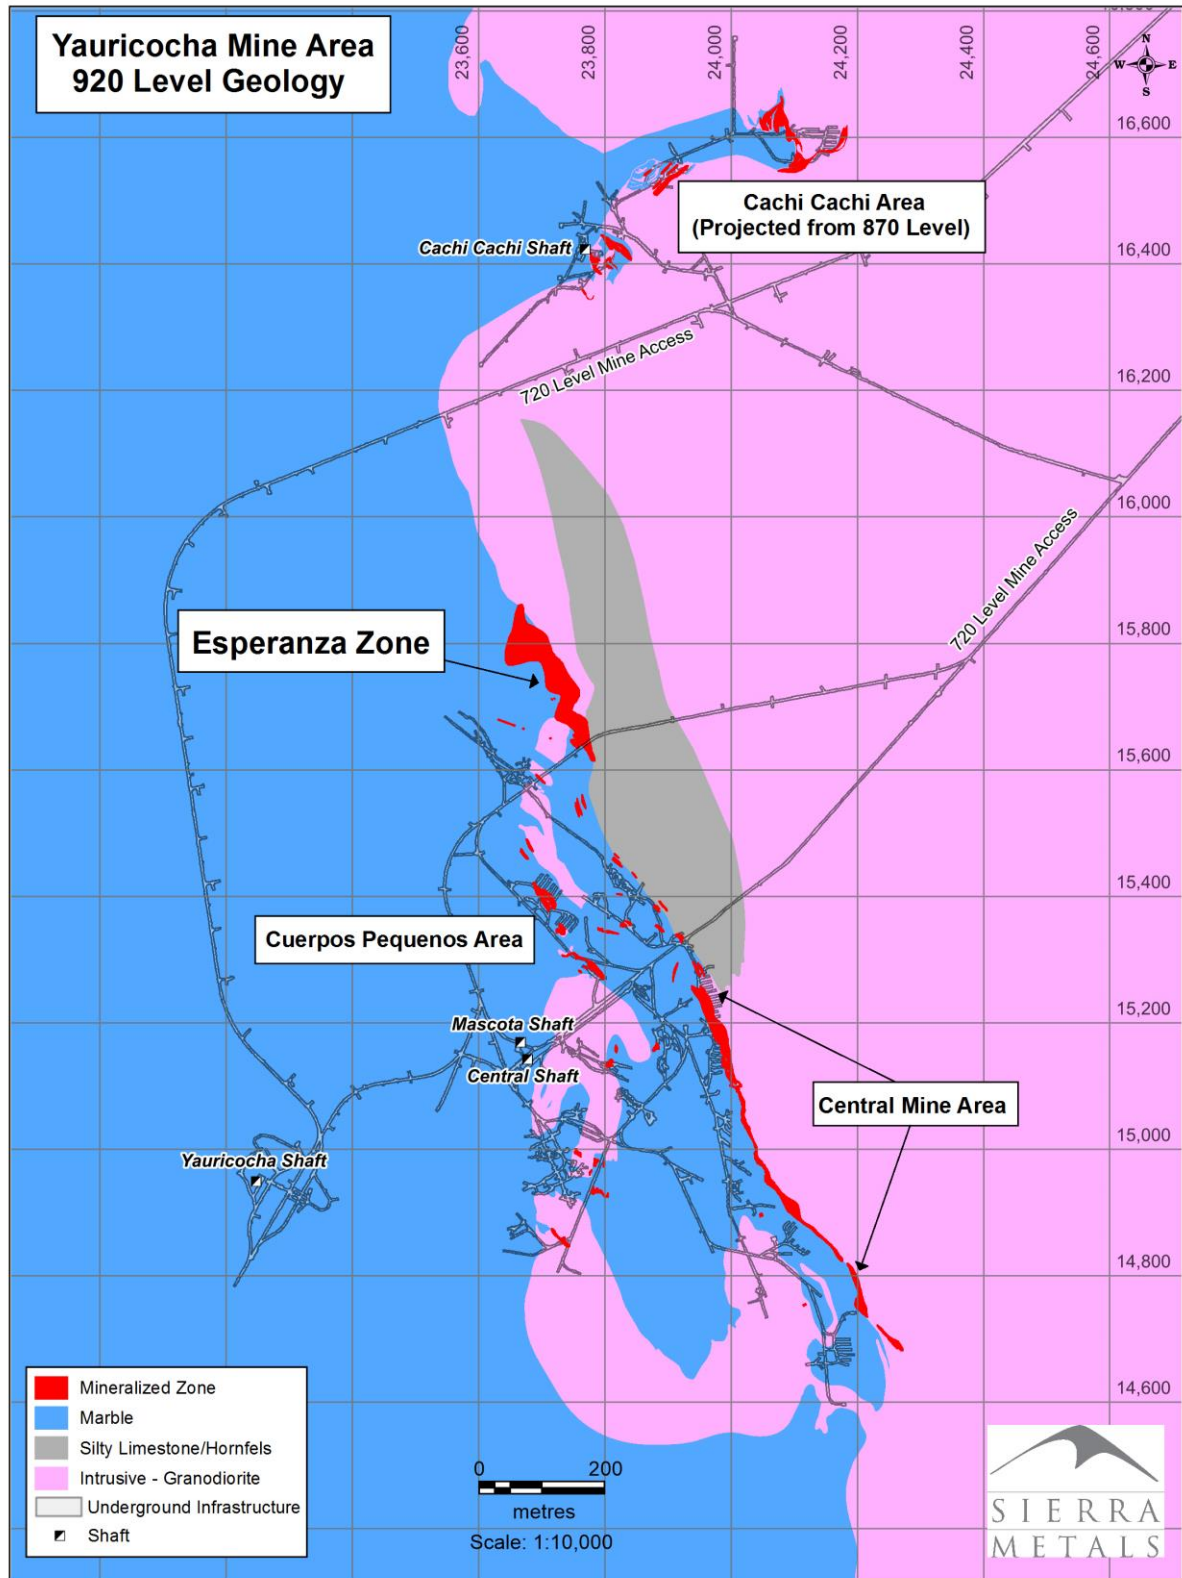 Yauricocha Mine Area
920 Level Geology
23,600
23,800
24,000
24,200
24,400
24,600
N
W E
S
16,600
Cachi Cachi Area
(Projected from 870 Level)
Cachi Cachi Shaft
16,400
720 Level Mine Access
16,200
16,000
720 Level Mine Access
15,800
Esperanza Zone
15,600
15,400
Cuerpos Pequenos Area
15,200
Mascota Shaft
Central Shaft
Central Mine Area
15,000
Yauricocha Shaft
14,800
14,600
Mineralized Zone
Marble
Silty Limestone/Hornfels
Intrusive - Granodiorite
Underground Infrastructure
Shaft
0 200
metres
Scale: 1:10,000
SIERRA
METALS